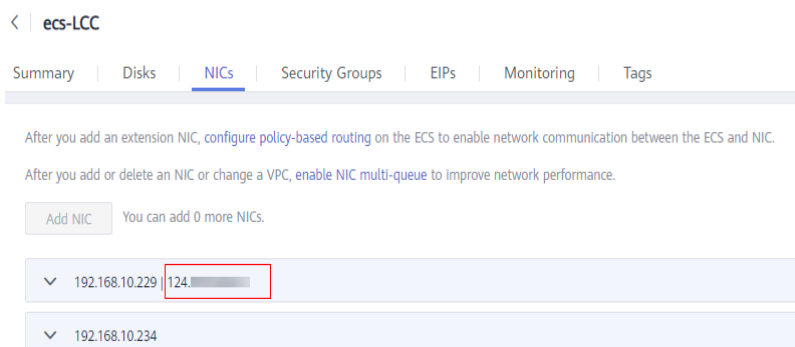 ecs-LCC
Summary Disks NICs Security Groups EIPs Monitoring Tags
After you add an extension NIC, configure policy-based routing on the ECS to enable network communication between the ECS and NIC.
After you add or delete an NIC or change a VPC, enable NIC multi-queue to improve network performance.
Add NIC You can add 0 more NICs.
192.168.10.229 | 124.
192.168.10.234